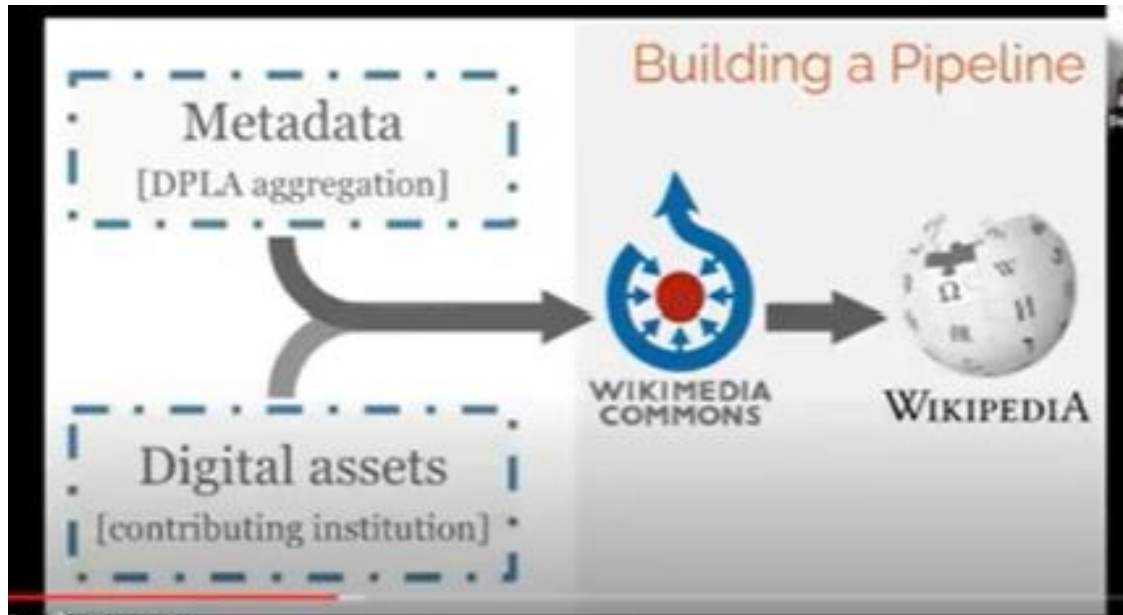 Building a Pipeline
Metadata
[DPLA aggregation]
WIKIMEDIA
COMMONS
WIKIPEDIA
Digital assets
[contributing institution]